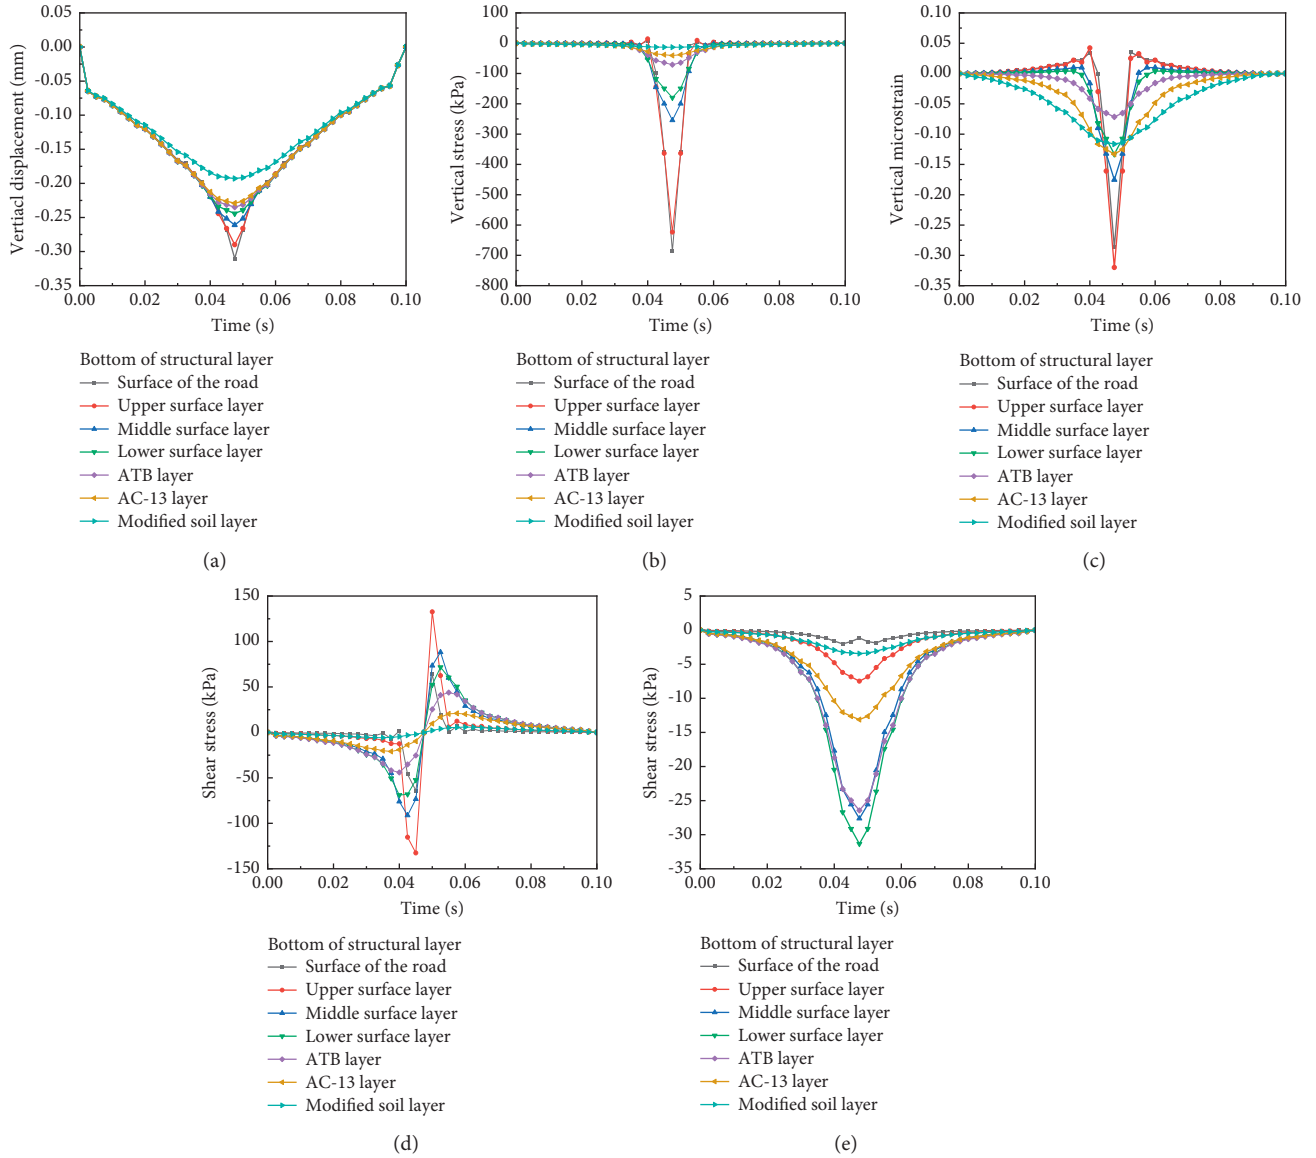 0.05
0.00
-0.05
-0.10
-0.15
-0.20
-0.25
-0.30
-0.35
Vertiacl displacement (mm)
0.00 0.02 0.04 0.06 0.08 0.10
Time (s)
Bottom of structural layer
Surface of the road
Upper surface layer
Middle surface layer
Lower surface layer
ATB layer
AC-13 layer
Modified soil layer
(a)
100
0
-100
-200
-300
-400
-500
-600
-700
-800
Vertical stress (kPa)
0.00 0.02 0.04 0.06 0.08 0.10
Time (s)
Bottom of structural layer
Surface of the road
Upper surface layer
Middle surface layer
Lower surface layer
ATB layer
AC-13 layer
Modified soil layer
(b)
0.10
0.05
0.00
-0.05
-0.10
-0.15
-0.20
-0.25
-0.30
-0.35
Vertical microstrain
0.00 0.02 0.04 0.06 0.08 0.10
Time (s)
Bottom of structural layer
Surface of the road
Upper surface layer
Middle surface layer
Lower surface layer
ATB layer
AC-13 layer
Modified soil layer
(c)
150
100
50
0
-50
-100
-150
Shear stress (kPa)
0.00 0.02 0.04 0.06 0.08 0.10
Time (s)
Bottom of structural layer
Surface of the road
Upper surface layer
Middle surface layer
Lower surface layer
ATB layer
AC-13 layer
Modified soil layer
(d)
5
0
-5
-10
-15
-20
-25
-30
-35
Shear stress (kPa)
0.00 0.02 0.04 0.06 0.08 0.10
Time (s)
Bottom of structural layer
Surface of the road
Upper surface layer
Middle surface layer
Lower surface layer
ATB layer
AC-13 layer
Modified soil layer
(e)